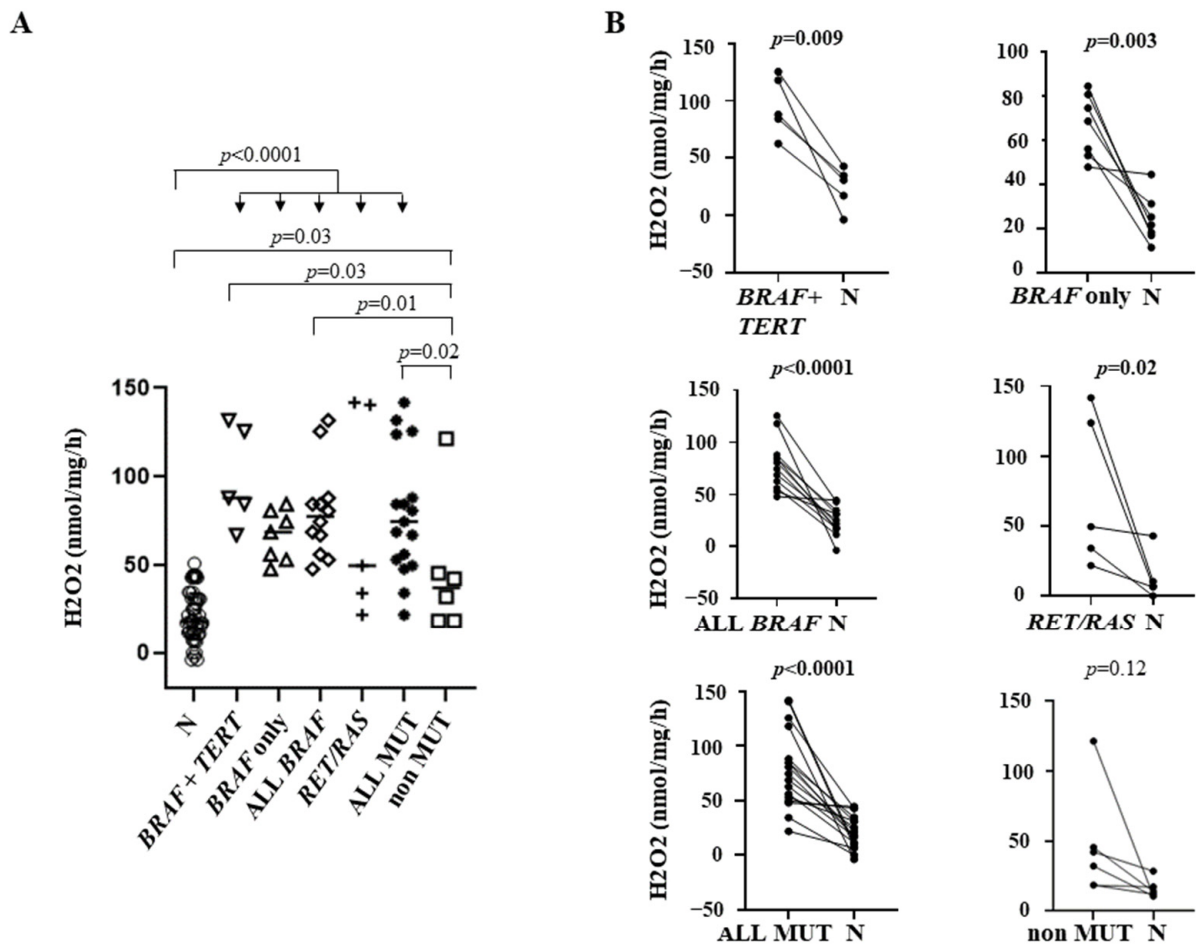 A
p<0.0001
p=0.03
p=0.03
p=0.01
p=0.02
150
100
50
0
H2O2 (nmol/mg/h)
N
BRAF + TERT
BRAF only
ALL BRAF
RET/RAS
ALL MUT
non MUT
B
p=0.009
150
100
50
0
−50
H2O2 (nmol/mg/h)
BRAF+ N
TERT
p=0.003
100
80
60
40
20
0
BRAF only N
p<0.0001
150
100
50
0
−50
H2O2 (nmol/mg/h)
ALL BRAF N
p=0.02
150
100
50
0
RET/RAS N
p<0.0001
150
100
50
0
−50
H2O2 (nmol/mg/h)
ALL MUT N
p=0.12
150
100
50
0
non MUT N